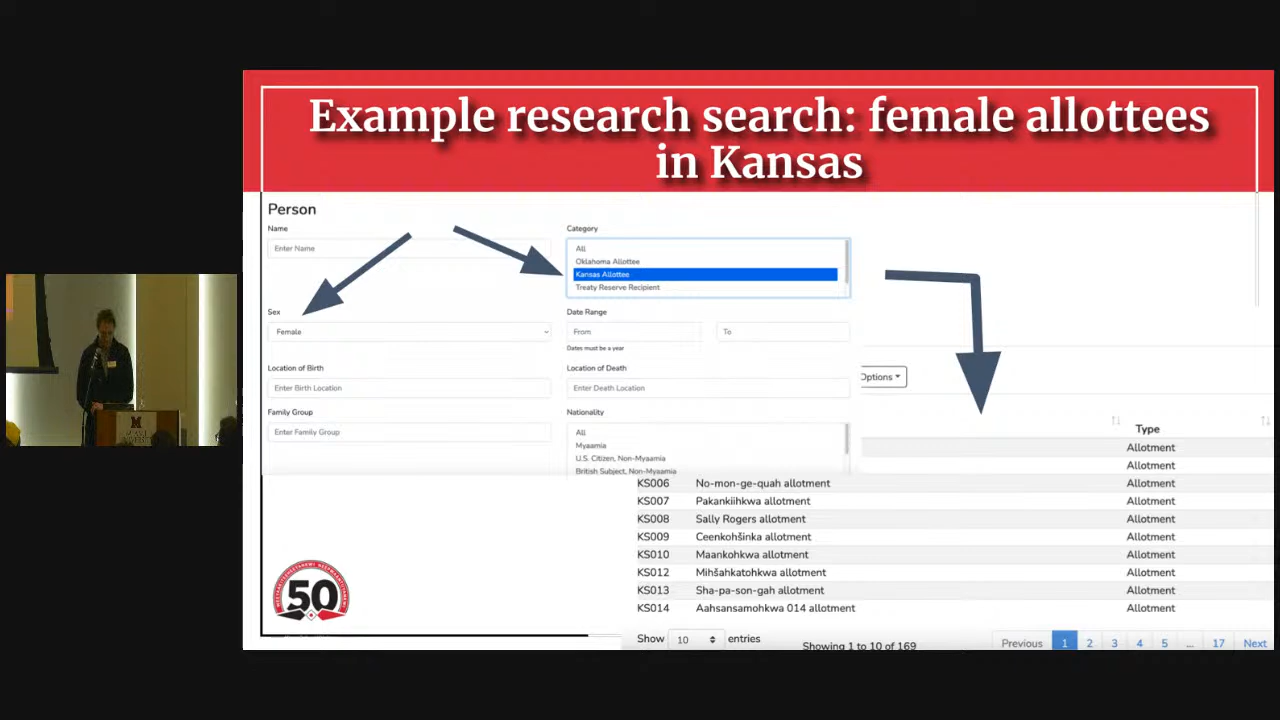 Example research search: female allottees
in Kansas
Person
Name
Enter Name
Category
All
Oklahoma Allottee
Kansas Allottee
Treaty Reserve Recipient
Sex
Female
Date Range
From
To
Dates must be a year
Location of Birth
Enter Birth Location
Location of Death
Enter Death Location
Family Group
Enter Family Group
Nationality
All
Myaamia
U.S. Citizen, Non-Myaamia
British Subject, Non-Myaamia
Options
Type
Allotment
Allotment
KS006 No-mon-ge-quah allotment Allotment
KS007 Pakankiihkwa allotment Allotment
KS008 Sally Rogers allotment Allotment
KS009 Ceenkohšinka allotment Allotment
KS010 Maankohkwa allotment Allotment
KS012 Mihšahkatohkwa allotment Allotment
KS013 Sha-pa-son-gah allotment Allotment
KS014 Aahsansamohkwa 014 allotment Allotment
Show 10 entries
Showing 1 to 10 of 169
Previous 1 2 3 4 5 ... 17 Next
50
M